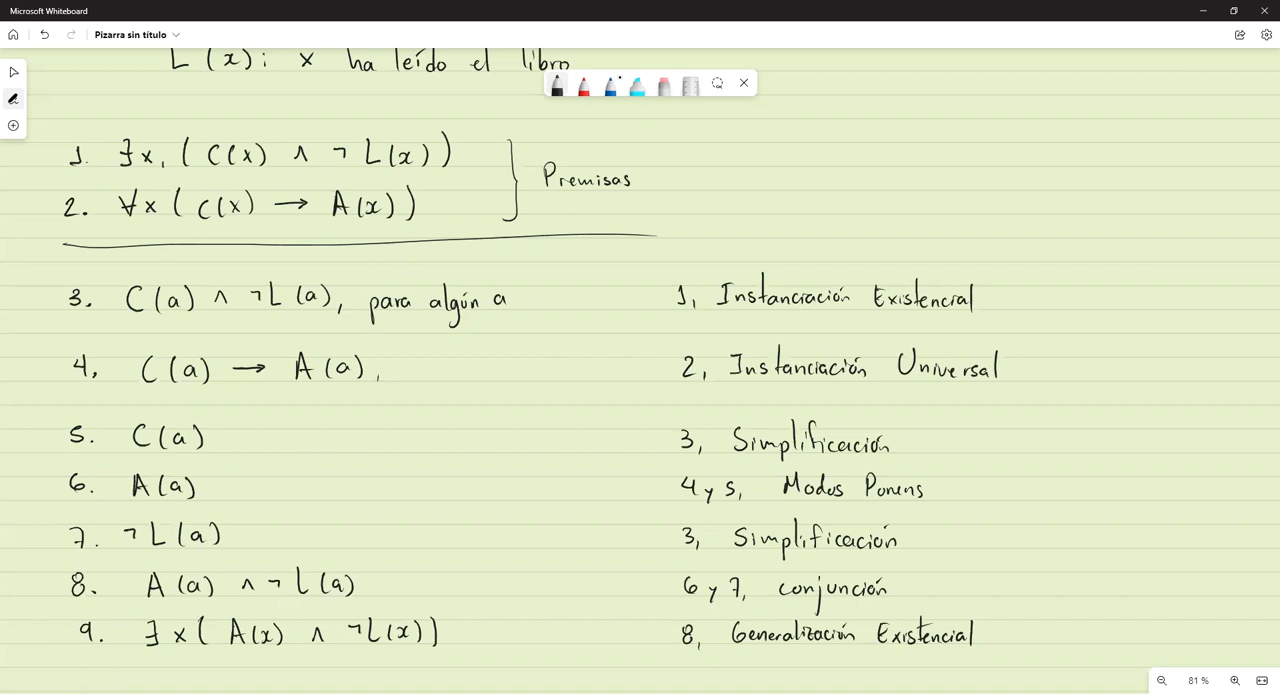 Microsoft Whiteboard
Pizarra sin título
L(x): x ha leído el libro
1. ∃x, (C(x) ∧ ¬L(x))
2. ∀x (C(x) → A(x))
Premisas
3. C(a) ∧ ¬L(a), para algún a
1, Instanciación Existencial
4, C(a) → A(a),
2, Instanciación Universal
5. C(a)
3, Simplificación
6. A(a)
4 y 5, Modus Ponens
7. ¬L(a)
3, Simplificación
8. A(a) ∧ ¬L(a)
6 y 7, conjunción
9. ∃x(A(x) ∧ ¬L(x))
8, Generalización Existencial
81 %